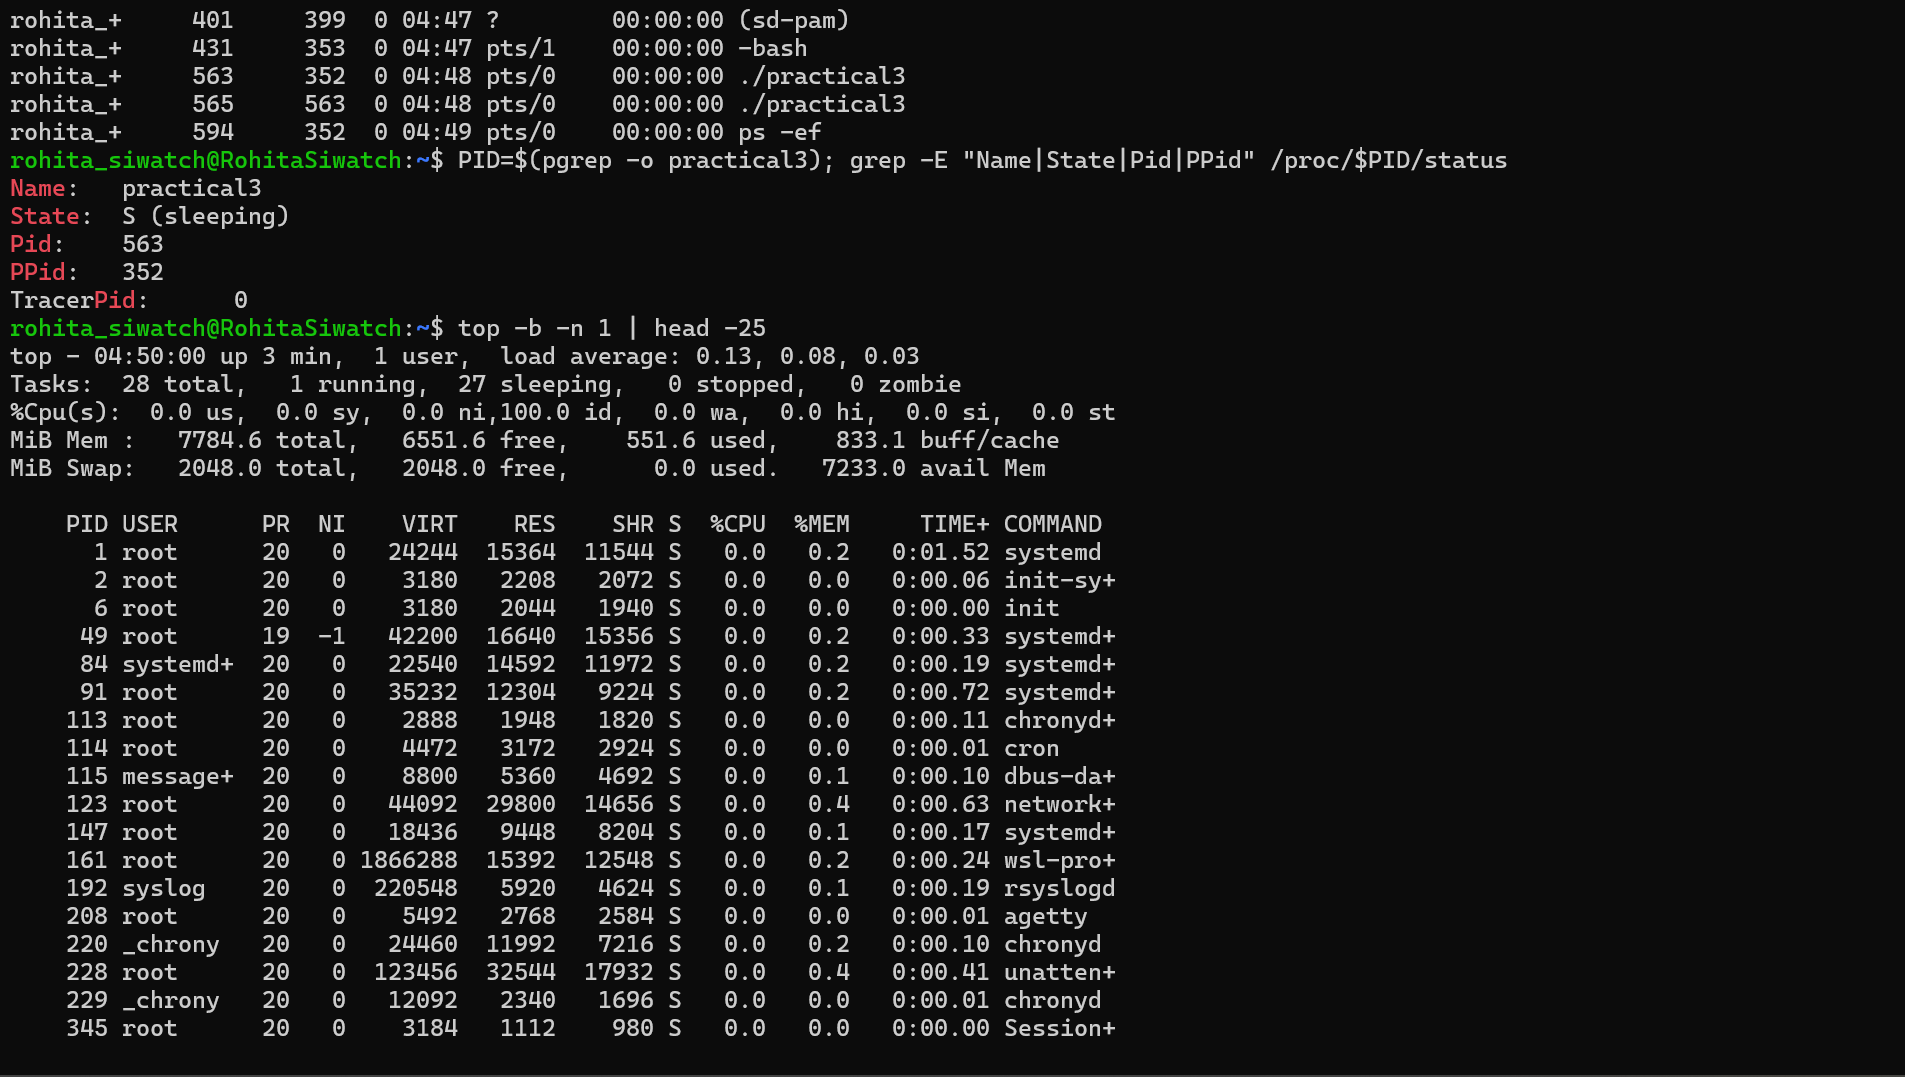 rohita_+     401     399  0 04:47 ?        00:00:00 (sd-pam)
rohita_+     431     353  0 04:47 pts/1    00:00:00 -bash
rohita_+     563     352  0 04:48 pts/0    00:00:00 ./practical3
rohita_+     565     563  0 04:48 pts/0    00:00:00 ./practical3
rohita_+     594     352  0 04:49 pts/0    00:00:00 ps -ef
rohita_siwatch@RohitaSiwatch:~$ PID=$(pgrep -o practical3); grep -E "Name|State|Pid|PPid" /proc/$PID/status
Name:   practical3
State:  S (sleeping)
Pid:    563
PPid:   352
TracerPid:      0
rohita_siwatch@RohitaSiwatch:~$ top -b -n 1 | head -25
top - 04:50:00 up 3 min,  1 user,  load average: 0.13, 0.08, 0.03
Tasks:  28 total,   1 running,  27 sleeping,   0 stopped,   0 zombie
%Cpu(s):  0.0 us,  0.0 sy,  0.0 ni,100.0 id,  0.0 wa,  0.0 hi,  0.0 si,  0.0 st
MiB Mem :   7784.6 total,   6551.6 free,    551.6 used,    833.1 buff/cache
MiB Swap:   2048.0 total,   2048.0 free,      0.0 used.   7233.0 avail Mem

    PID USER      PR  NI    VIRT    RES    SHR S  %CPU  %MEM     TIME+ COMMAND
      1 root      20   0   24244  15364  11544 S   0.0   0.2   0:01.52 systemd
      2 root      20   0    3180   2208   2072 S   0.0   0.0   0:00.06 init-sy+
      6 root      20   0    3180   2044   1940 S   0.0   0.0   0:00.00 init
     49 root      19  -1   42200  16640  15356 S   0.0   0.2   0:00.33 systemd+
     84 systemd+  20   0   22540  14592  11972 S   0.0   0.2   0:00.19 systemd+
     91 root      20   0   35232  12304   9224 S   0.0   0.2   0:00.72 systemd+
    113 root      20   0    2888   1948   1820 S   0.0   0.0   0:00.11 chronyd+
    114 root      20   0    4472   3172   2924 S   0.0   0.0   0:00.01 cron
    115 message+  20   0    8800   5360   4692 S   0.0   0.1   0:00.10 dbus-da+
    123 root      20   0   44092  29800  14656 S   0.0   0.4   0:00.63 network+
    147 root      20   0   18436   9448   8204 S   0.0   0.1   0:00.17 systemd+
    161 root      20   0 1866288  15392  12548 S   0.0   0.2   0:00.24 wsl-pro+
    192 syslog    20   0  220548   5920   4624 S   0.0   0.1   0:00.19 rsyslogd
    208 root      20   0    5492   2768   2584 S   0.0   0.0   0:00.01 agetty
    220 _chrony   20   0   24460  11992   7216 S   0.0   0.2   0:00.10 chronyd
    228 root      20   0  123456  32544  17932 S   0.0   0.4   0:00.41 unatten+
    229 _chrony   20   0   12092   2340   1696 S   0.0   0.0   0:00.01 chronyd
    345 root      20   0    3184   1112    980 S   0.0   0.0   0:00.00 Session+